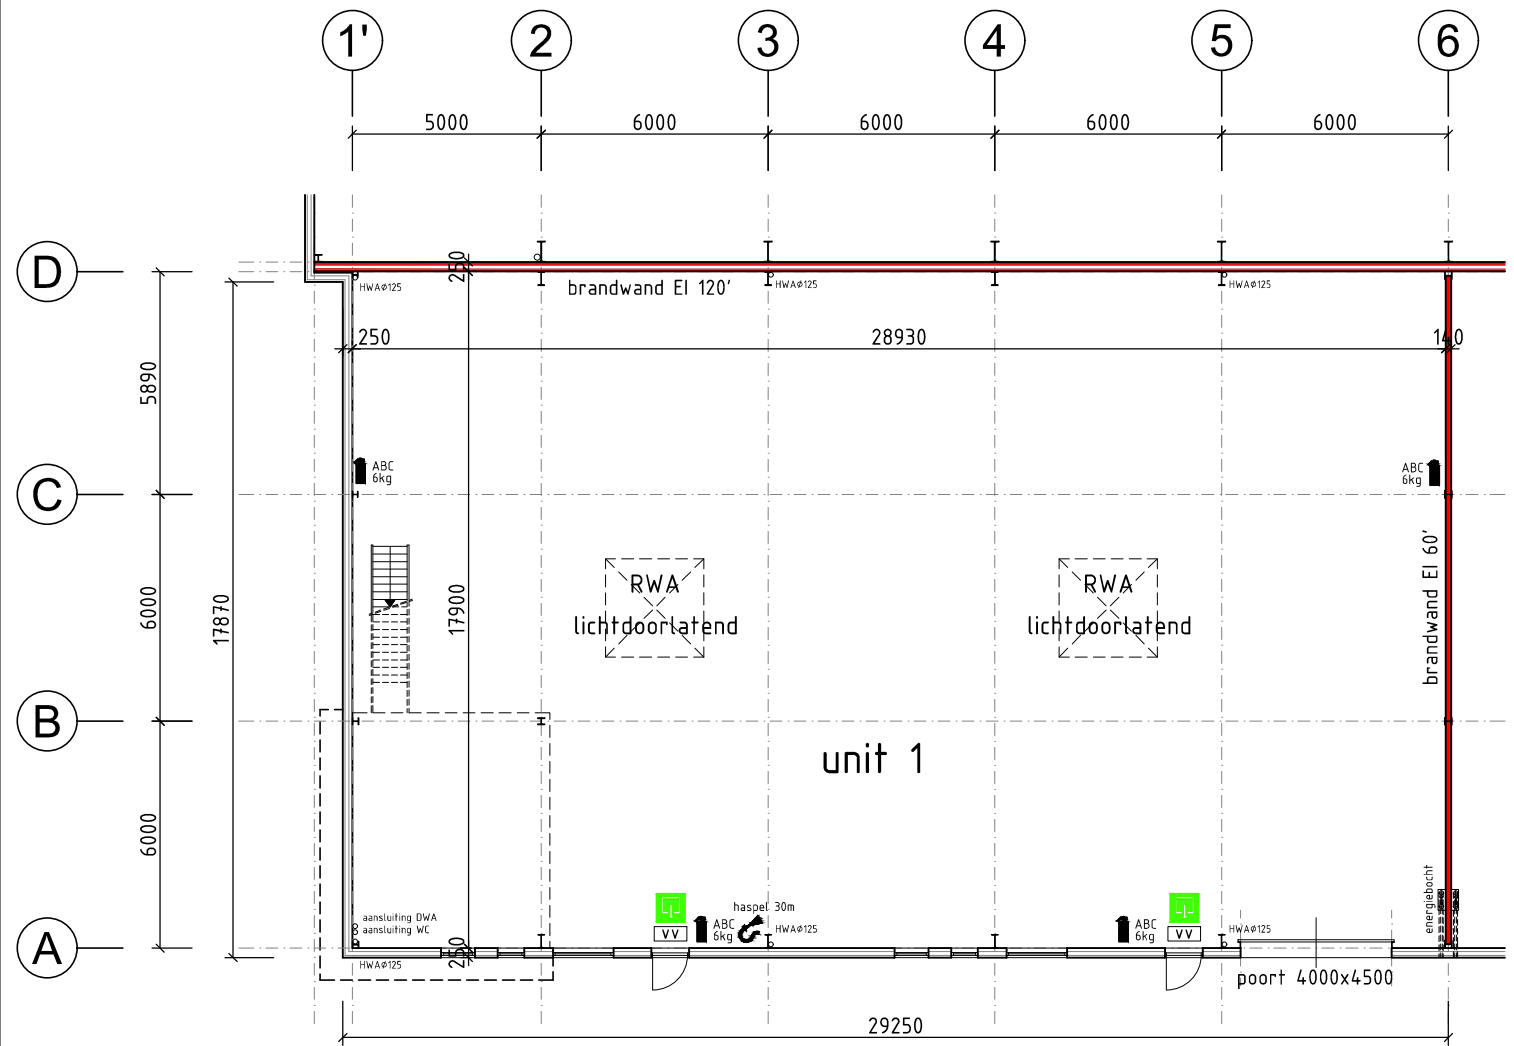 1' 2 3 4 5 6
5000 6000 6000 6000 6000
D
250
HWAØ125
brandwand EI 120'
HWAØ125
HWAØ125
250 28930 140
5890
ABC
6kg
ABC
6kg
C
brandwand EI 60'
RWA
lichtdoorlatend
RWA
lichtdoorlatend
6000
17870
17900
B
unit 1
6000
energiebocht
haspel 30m
aansluiting DWA
aansluiting WC
VV
ABC
6kg
HWAØ125
ABC
6kg
VV
HWAØ125
A
250
HWAØ125
poort 4000x4500
29250